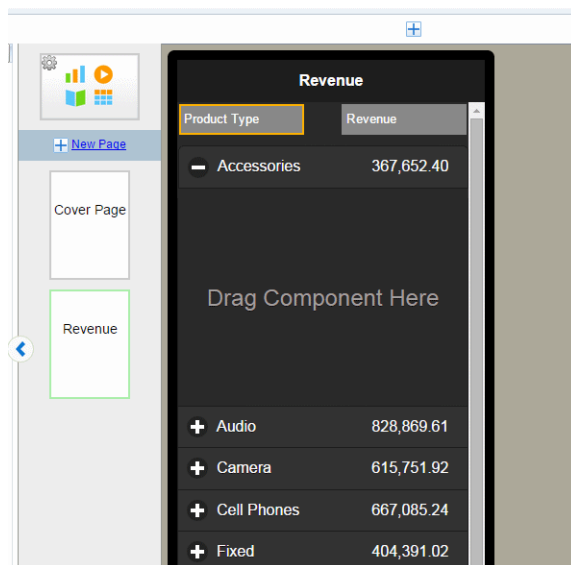 Revenue
Product Type Revenue
New Page
Accessories 367,652.40
Cover Page
Drag Component Here
Revenue
Audio 828,869.61
Camera 615,751.92
Cell Phones 667,085.24
Fixed 404,391.02